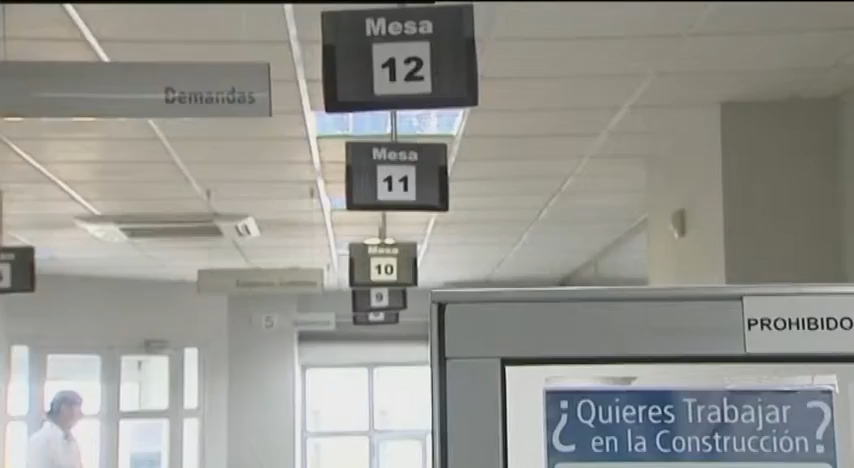 Mesa
12
Demandas
Mesa
11
Mesa
10
9
5
PROHIBIDO
¿Quieres Trabajar
en la Construcción?